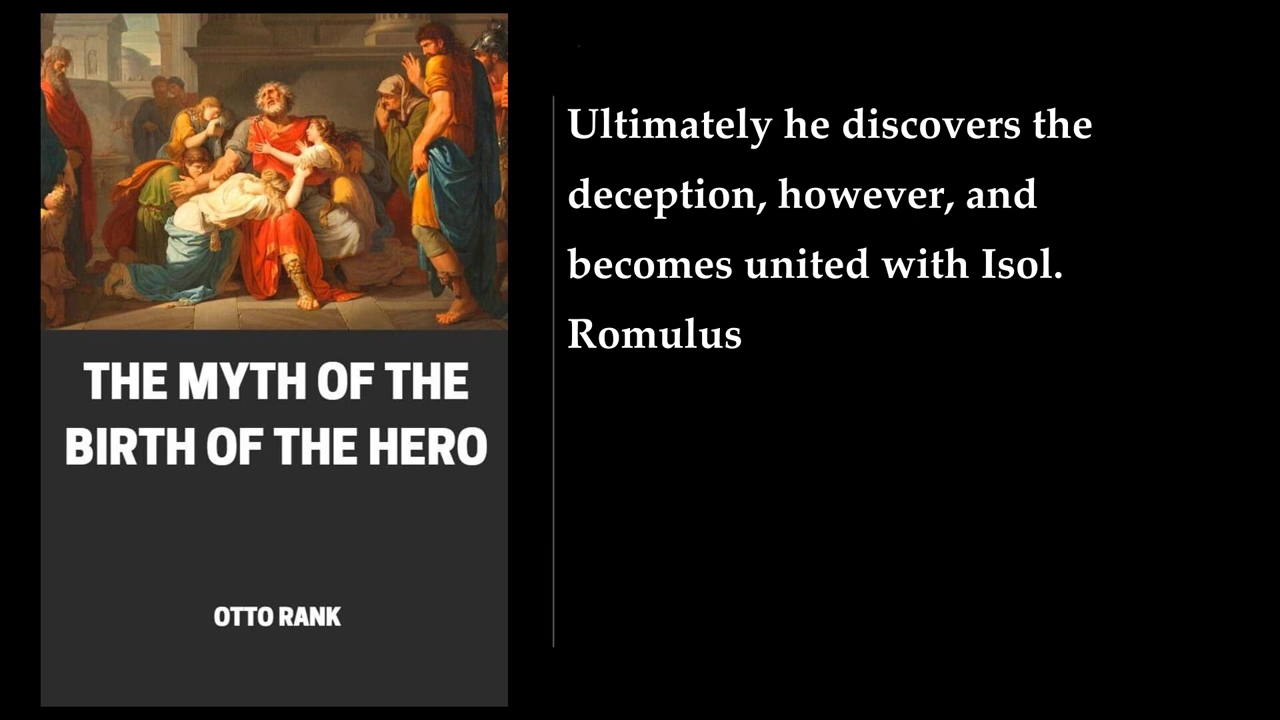 THE MYTH OF THE
BIRTH OF THE HERO
OTTO RANK
Ultimately he discovers the
deception, however, and
becomes united with Isol.
Romulus